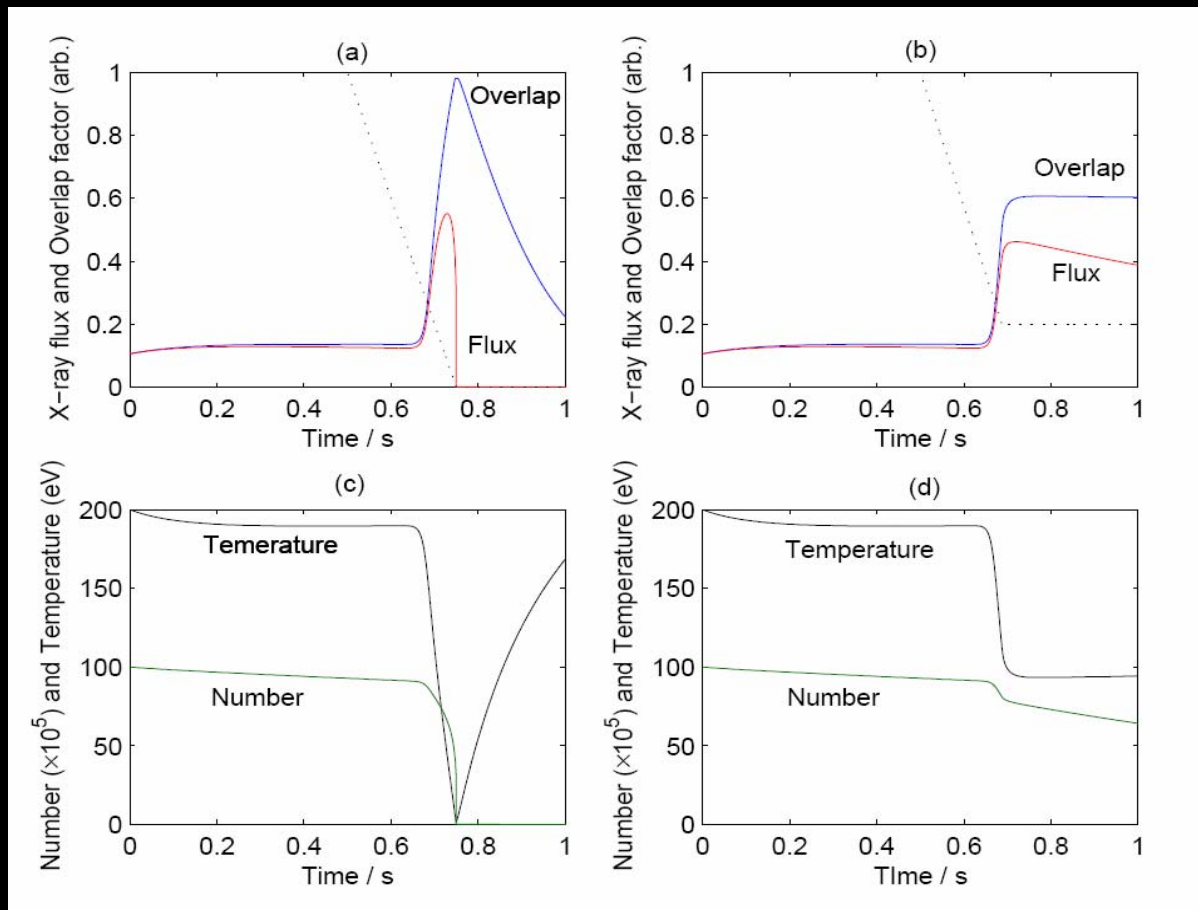 (a)
X-ray flux and Overlap factor (arb.)
1
0.8
0.6
0.4
0.2
0
Overlap
Flux
0 0.2 0.4 0.6 0.8 1
Time / s
(b)
X-ray flux and Overlap factor (arb.)
1
0.8
0.6
0.4
0.2
0
Overlap
Flux
0 0.2 0.4 0.6 0.8 1
Time / s
(c)
Number (×10⁵) and Temperature (eV)
200
150
100
50
0
Temerature
Number
0 0.2 0.4 0.6 0.8 1
Time / s
(d)
Number (×10⁵) and Temperature (eV)
200
150
100
50
0
Temperature
Number
0 0.2 0.4 0.6 0.8 1
TIme / s